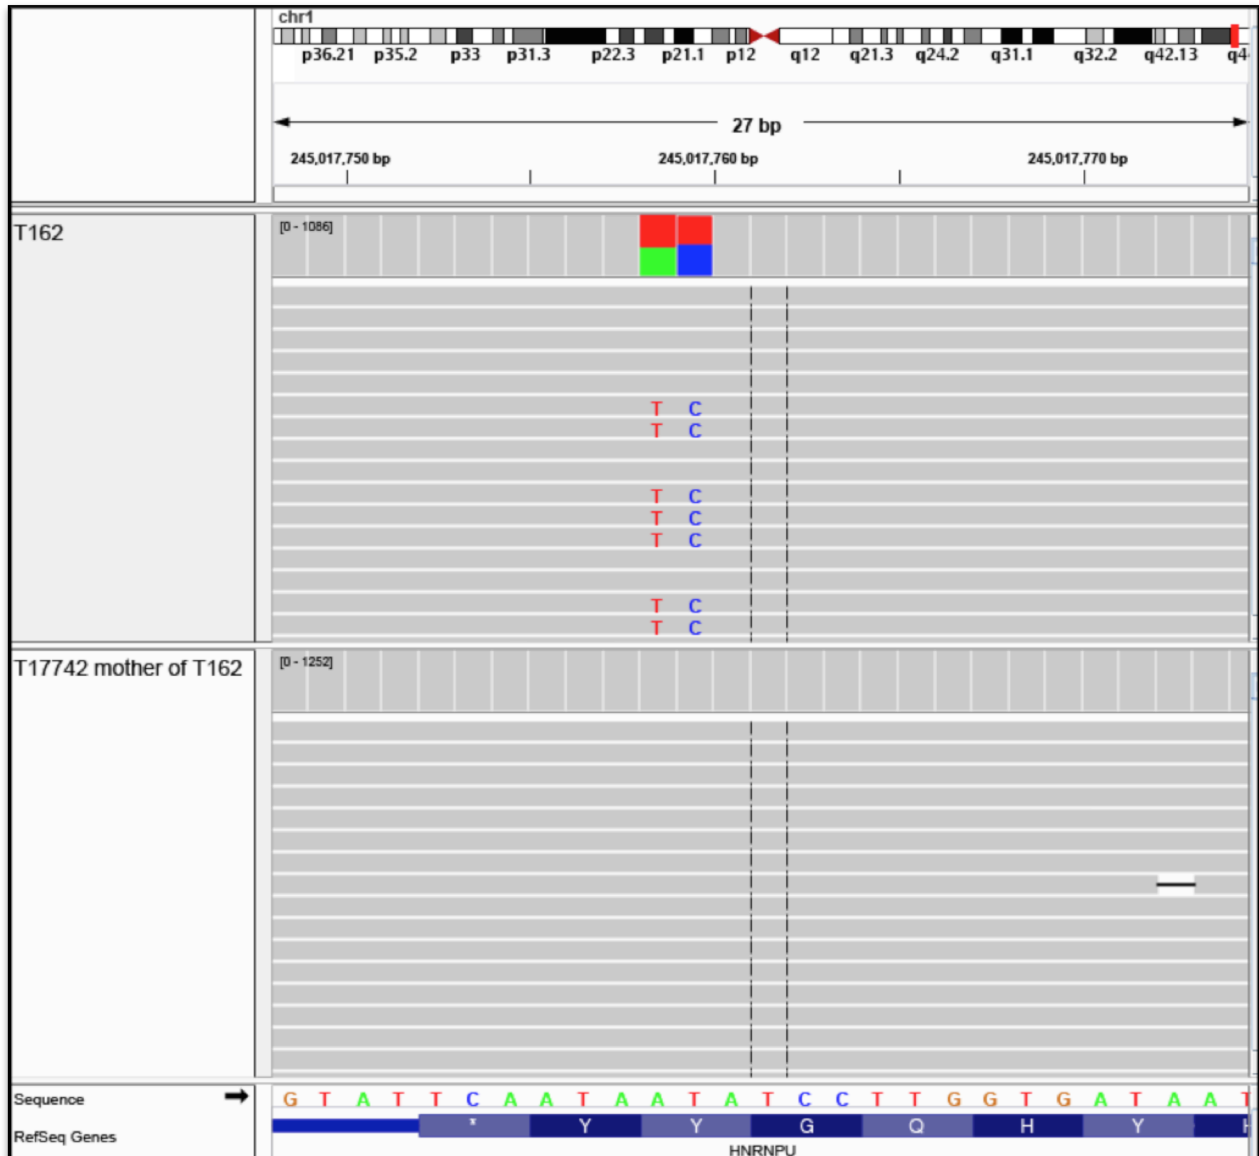 chr1
p36.21 p35.2 p33 p31.3 p22.3 p21.1 p12 q12 q21.3 q24.2 q31.1 q32.2 q42.13 q4
27 bp
245,017,750 bp 245,017,760 bp 245,017,770 bp
T162
[0 - 1086]
T C
T C
T C
T C
T C
T C
T C
T17742 mother of T162
[0 - 1252]
Sequence
G T A T T C A A T A A T A T C C T T G G T G A T A A T
RefSeq Genes
* Y Y G Q H Y H
HNRNPU